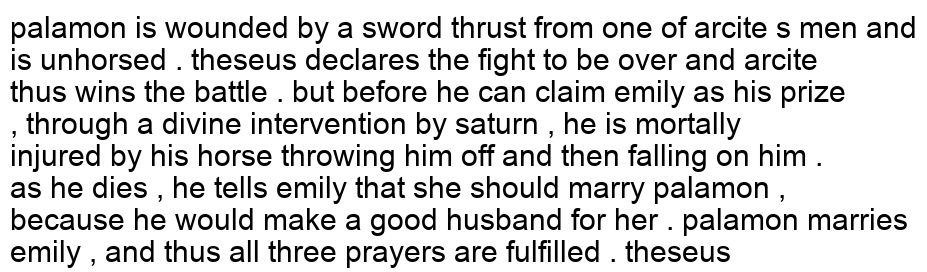 palamon is wounded by a sword thrust from one of arcite s men and
is unhorsed . theseus declares the fight to be over and arcite
thus wins the battle . but before he can claim emily as his prize
, through a divine intervention by saturn , he is mortally
injured by his horse throwing him off and then falling on him .
as he dies , he tells emily that she should marry palamon ,
because he would make a good husband for her . palamon marries
emily , and thus all three prayers are fulfilled . theseus